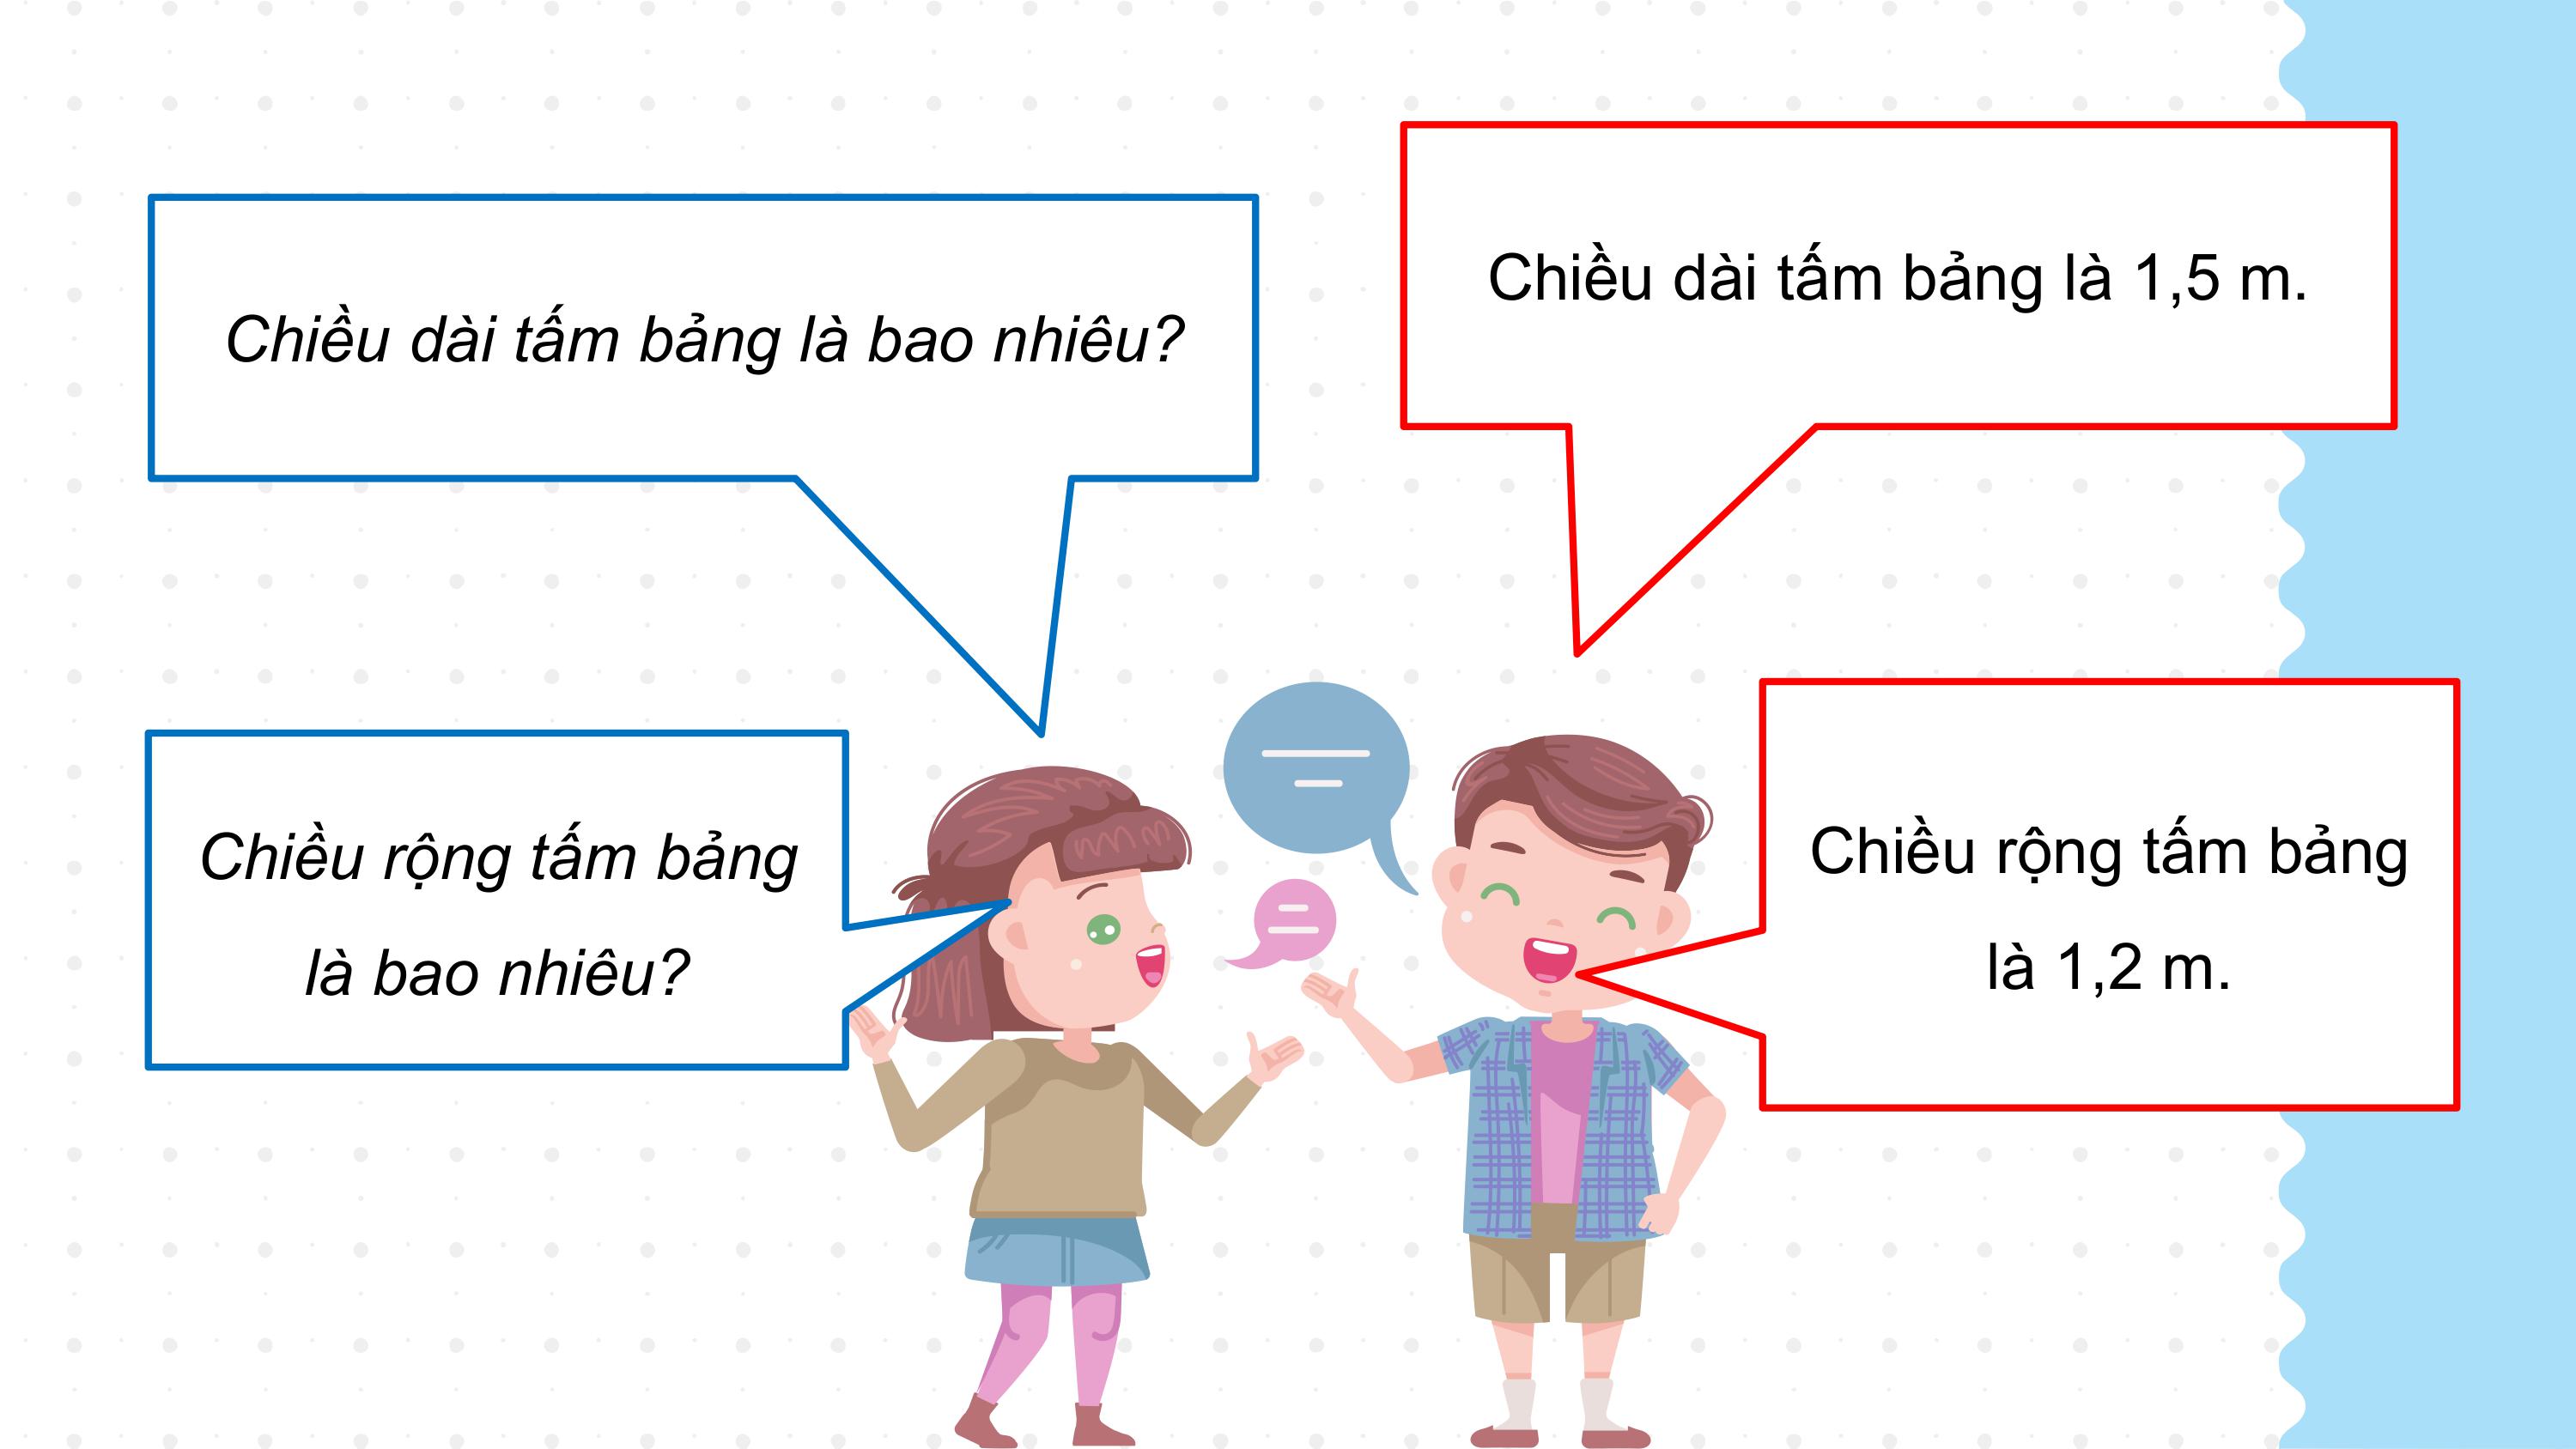 Chiều dài tấm bảng là bao nhiêu?
Chiều dài tấm bảng là 1,5 m.
Chiều rộng tấm bảng
là bao nhiêu?
Chiều rộng tấm bảng
là 1,2 m.